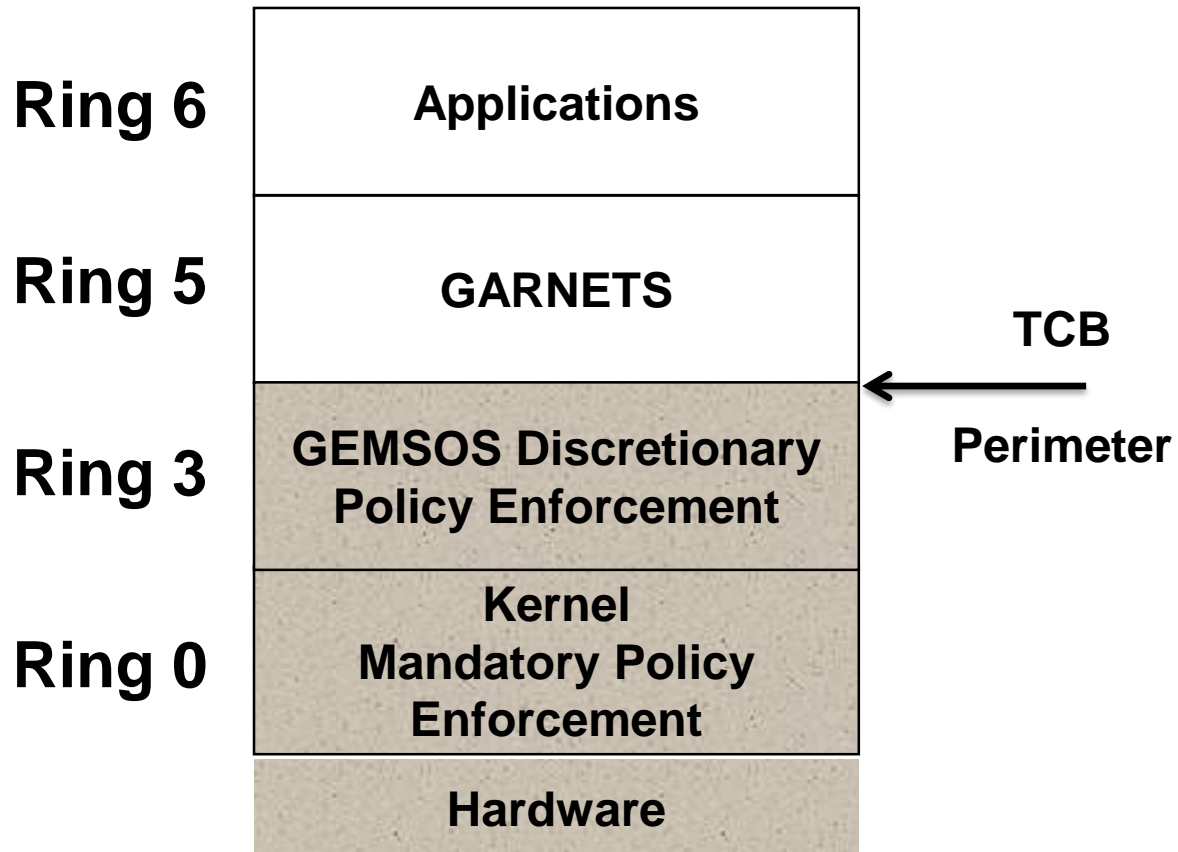 Ring 6
Applications
Ring 5
GARNETS
TCB
Perimeter
Ring 3
GEMSOS Discretionary
Policy Enforcement
Ring 0
Kernel
Mandatory Policy
Enforcement
Hardware